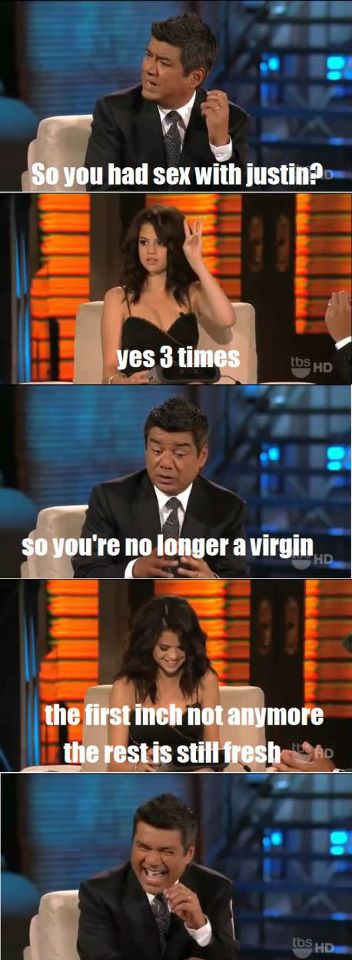 So you had sex with justin?
yes 3 times
tbs HD
so you're no longer a virgin
HD
the first inch not anymore
the rest is still fresh
tbs HD